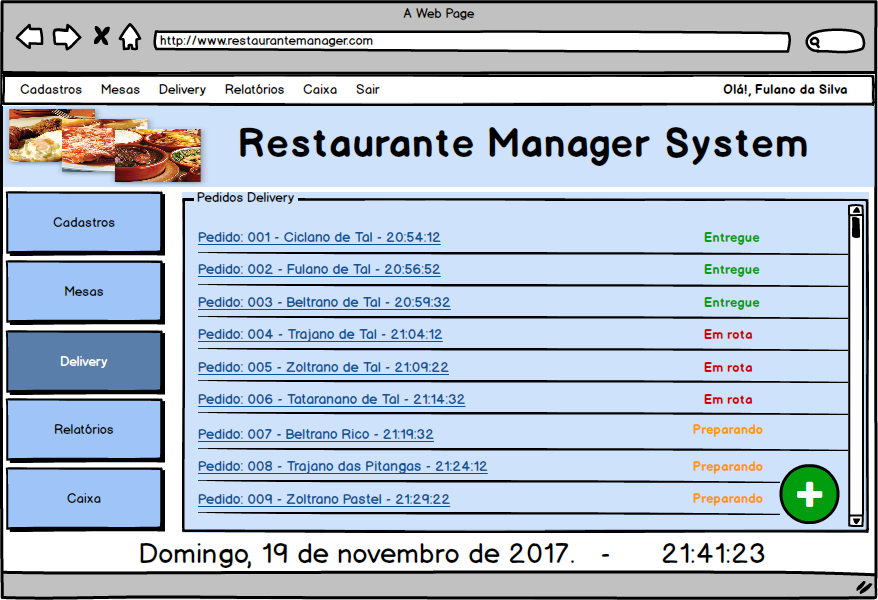 A Web Page
http://www.restaurantemanager.com
Cadastros Mesas Delivery Relatórios Caixa Sair Olá!, Fulano da Silva
Restaurante Manager System
Cadastros
Mesas
Delivery
Relatórios
Caixa
Pedidos Delivery
Pedido: 001 - Ciclano de Tal - 20:54:12 Entregue
Pedido: 002 - Fulano de Tal - 20:56:52 Entregue
Pedido: 003 - Beltrano de Tal - 20:59:32 Entregue
Pedido: 004 - Trajano de Tal - 21:04:12 Em rota
Pedido: 005 - Zoltrano de Tal - 21:09:22 Em rota
Pedido: 006 - Tataranano de Tal - 21:14:32 Em rota
Pedido: 007 - Beltrano Rico - 21:19:32 Preparando
Pedido: 008 - Trajano das Pitangas - 21:24:12 Preparando
Pedido: 009 - Zoltrano Pastel - 21:29:22 Preparando
Domingo, 19 de novembro de 2017. - 21:41:23